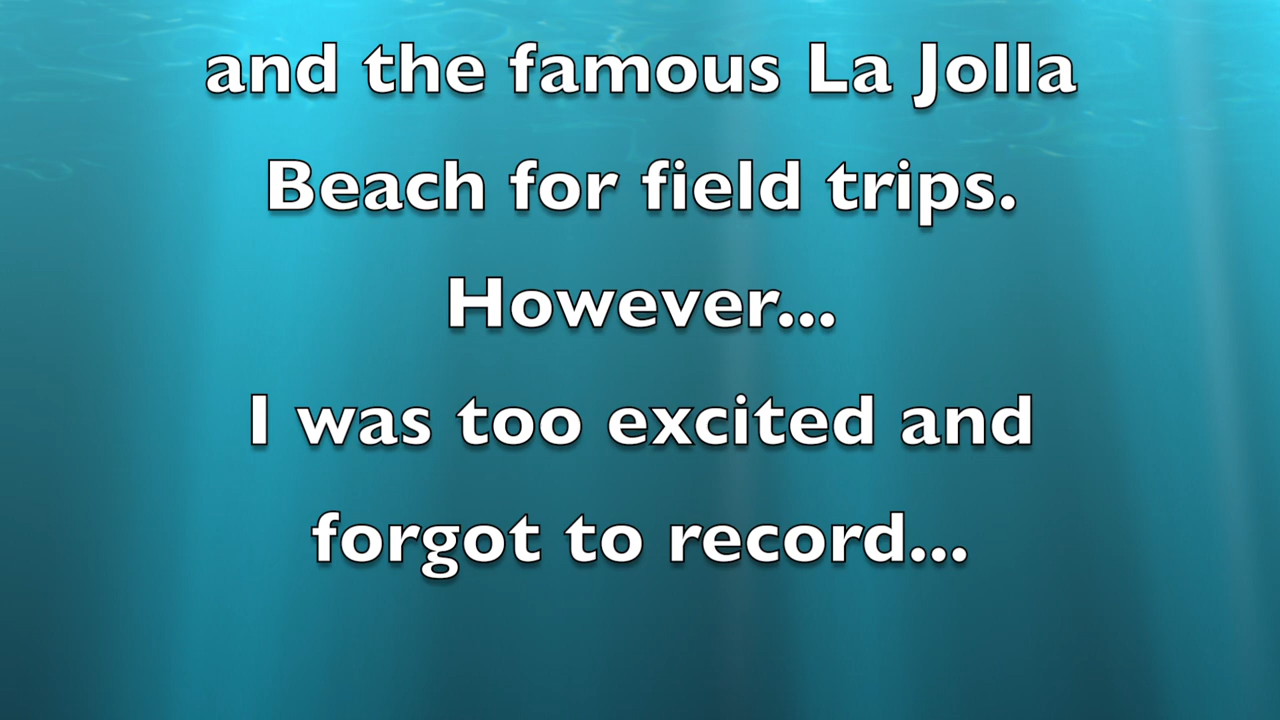 and the famous La Jolla
Beach for field trips.
However...
I was too excited and
forgot to record...